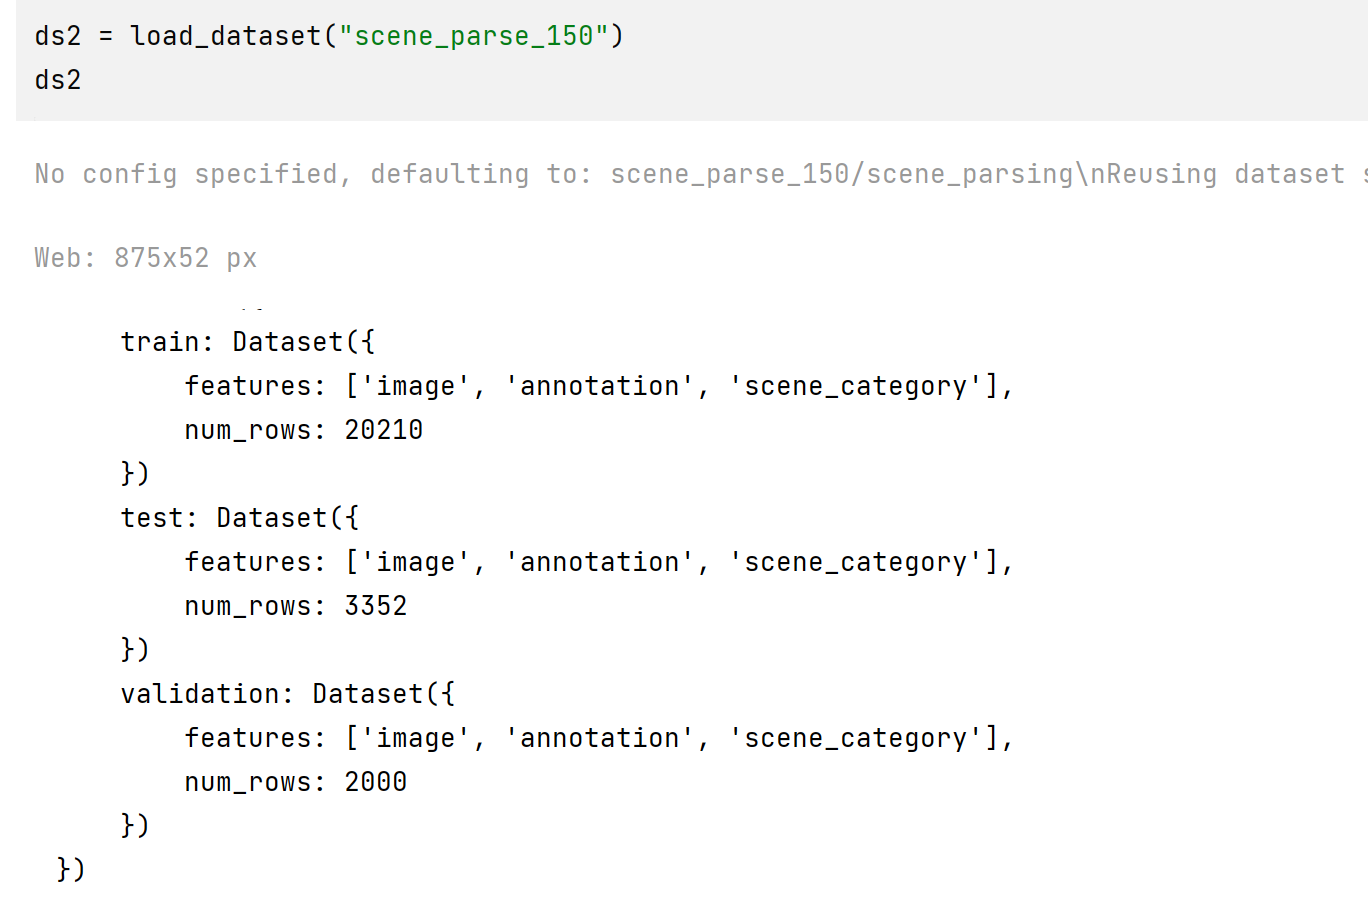 ds2 = load_dataset("scene_parse_150")
ds2
No config specified, defaulting to: scene_parse_150/scene_parsing\nReusing dataset
Web: 875x52 px
train: Dataset({
features: ['image', 'annotation', 'scene_category'],
num_rows: 20210
})
test: Dataset({
features: ['image', 'annotation', 'scene_category'],
num_rows: 3352
})
validation: Dataset({
features: ['image', 'annotation', 'scene_category'],
num_rows: 2000
})
})